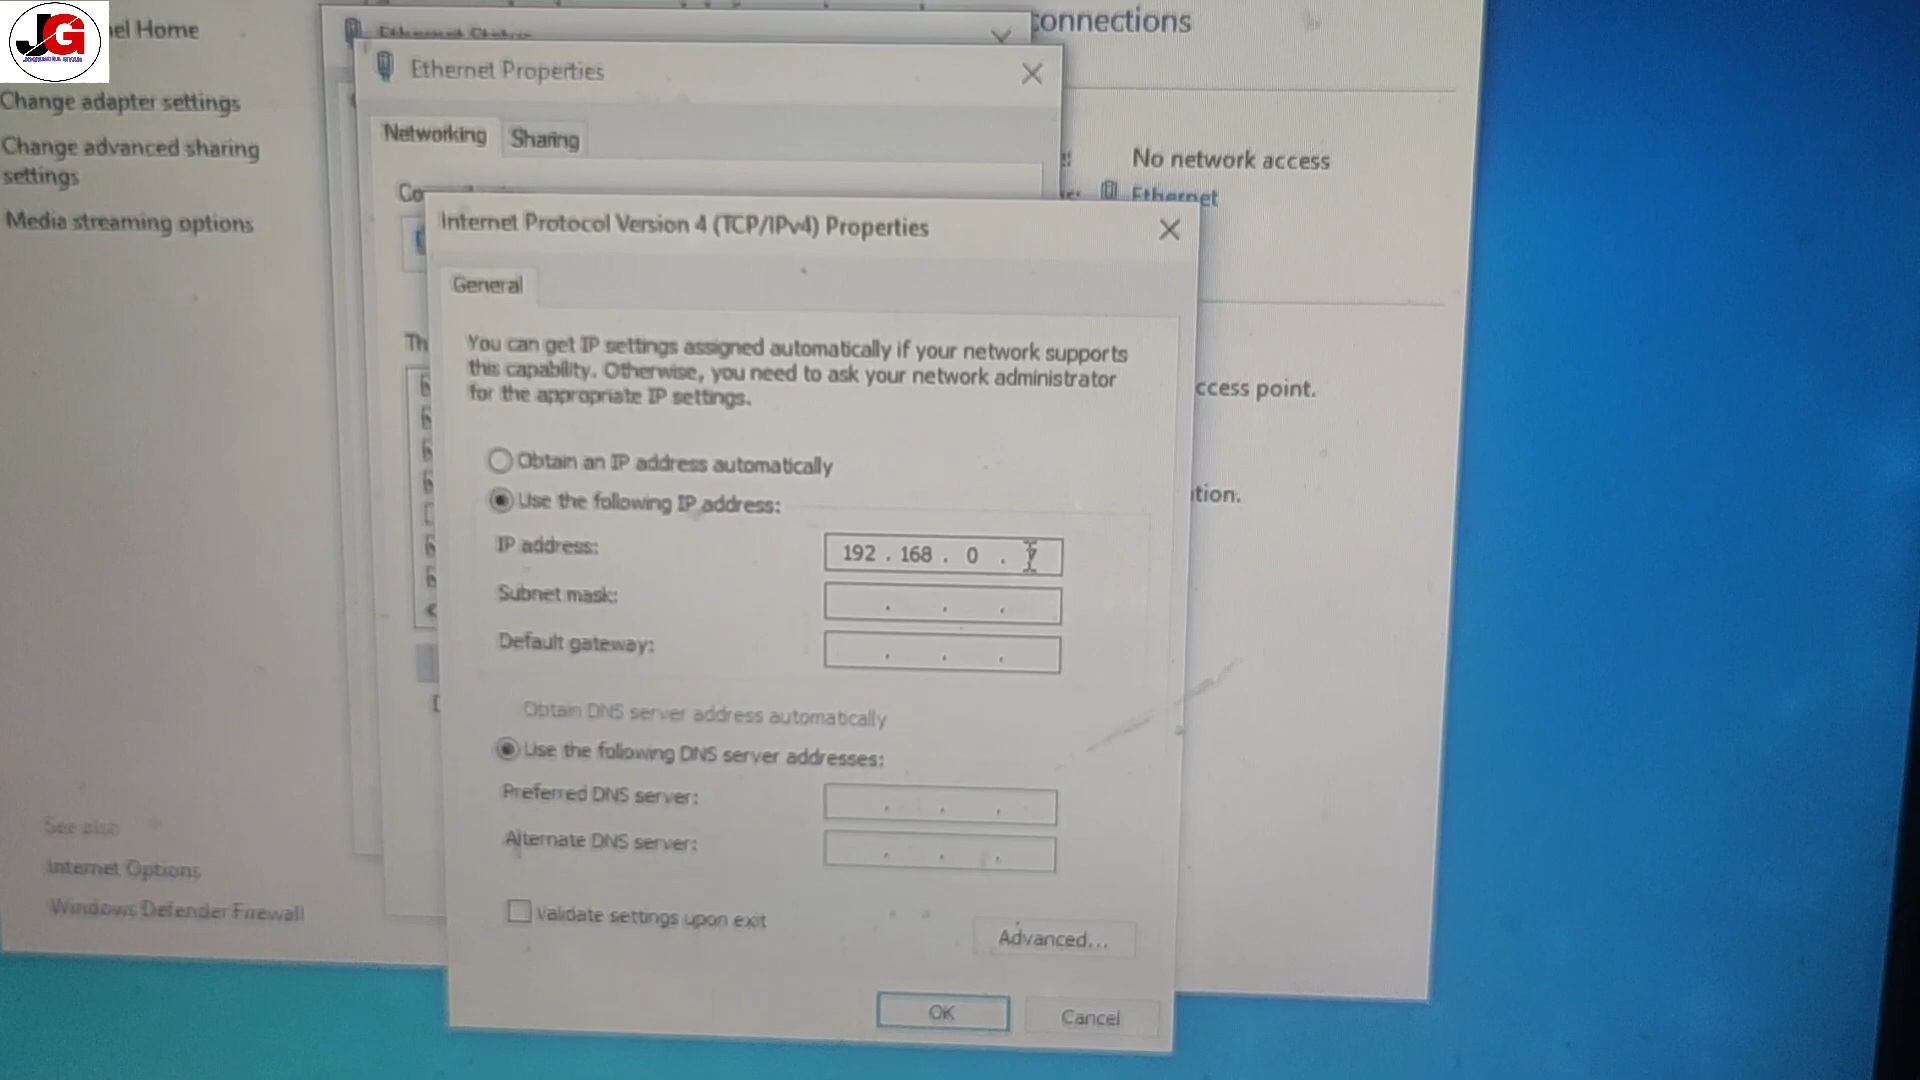 JG
el Home
Change adapter settings
Change advanced sharing
settings
Media streaming options
See also
Internet Options
Windows Defender Firewall
Ethernet Status
Ethernet Properties
Networking
Sharing
Co
Th
onnections
No network access
Ethernet
ccess point.
tion.
Internet Protocol Version 4 (TCP/IPv4) Properties
General
You can get IP settings assigned automatically if your network supports
this capability. Otherwise, you need to ask your network administrator
for the appropriate IP settings.
Obtain an IP address automatically
Use the following IP address:
IP address:
192 . 168 . 0 .
Subnet mask:
. . .
Default gateway:
. . .
Obtain DNS server address automatically
Use the following DNS server addresses:
Preferred DNS server:
. . .
Alternate DNS server:
. . .
Validate settings upon exit
Advanced...
OK
Cancel